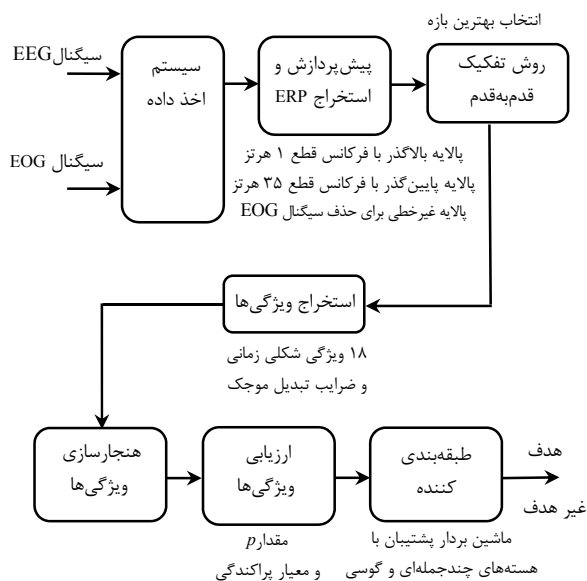 انتخاب بهترین بازه
سیگنالEEG
سیگنال EOG
سیستم
اخذ داده
پیش‌پردازش و
استخراج ERP
روش تفکیک
قدم‌به‌قدم
پالایه بالاگذر با فرکانس قطع ۱ هرتز
پالایه پایین‌گذر با فرکانس قطع ۳۵ هرتز
پالایه غیرخطی برای حذف سیگنال EOG
استخراج ویژگی‌ها
۱۸ ویژگی شکلی زمانی
و ضرایب تبدیل موجک
هنجارسازی
ویژگی‌ها
ارزیابی
ویژگی‌ها
طبقه‌بندی
کننده
هدف
غیر هدف
مقدارp
و معیار پراکندگی
ماشین بردار پشتیبان با
هسته‌های چندجمله‌ای و گوسی